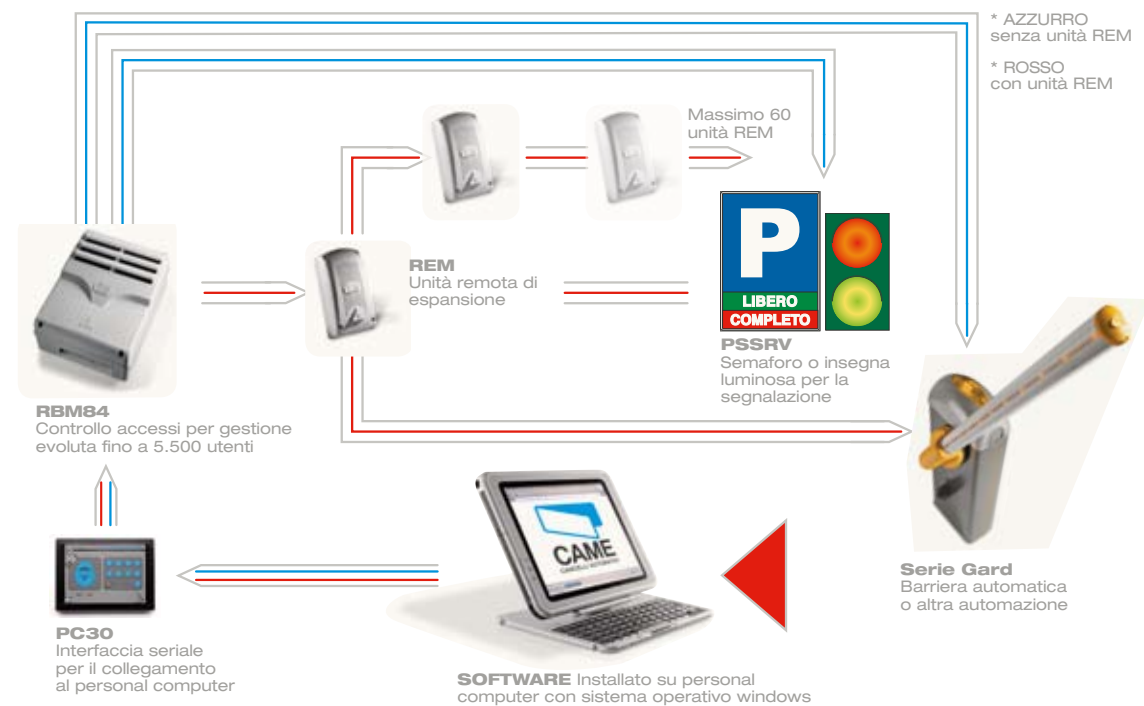 * AZZURRO
senza unità REM
* ROSSO
con unità REM
Massimo 60
unità REM
REM
Unità remota di
espansione
P
LIBERO
COMPLETO
PSSRV
Semaforo o insegna
luminosa per la
segnalazione
RBM84
Controllo accessi per gestione
evoluta fino a 5.500 utenti
CAME
CANCELLI AUTOMATICI
Serie Gard
Barriera automatica
o altra automazione
PC30
Interfaccia seriale
per il collegamento
al personal computer
SOFTWARE Installato su personal
computer con sistema operativo windows